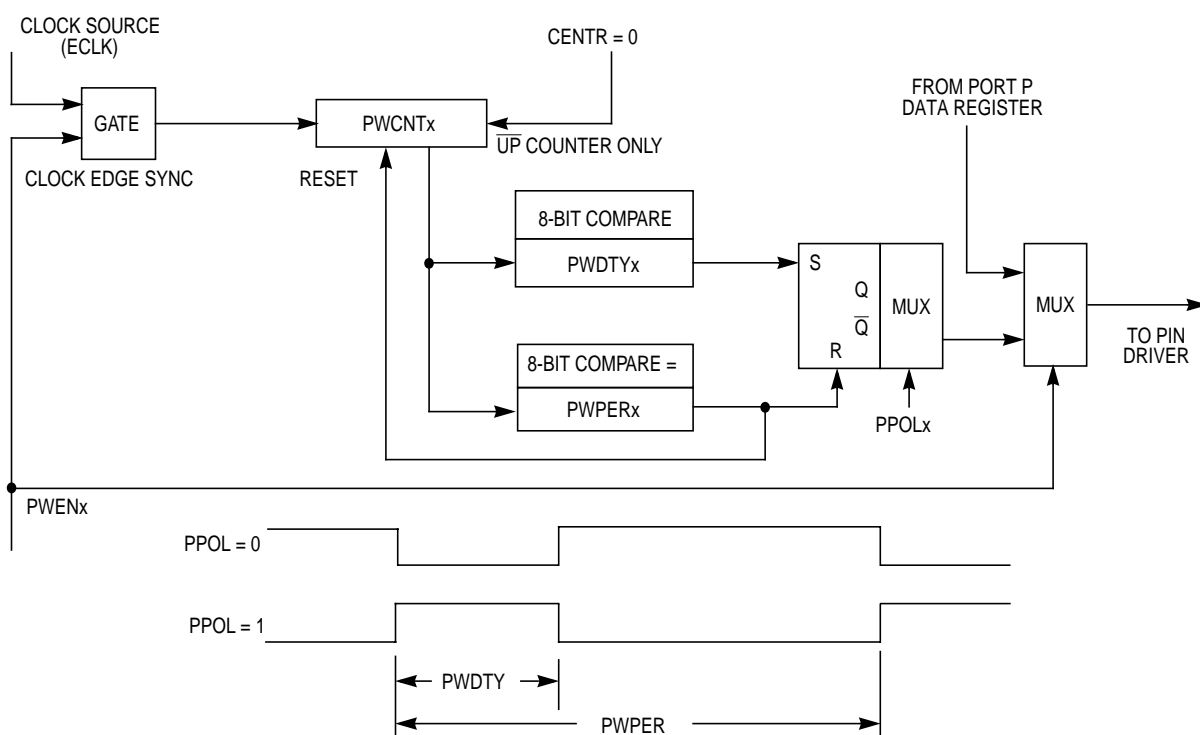 CLOCK SOURCE
(ECLK)
CENTR = 0
FROM PORT P
DATA REGISTER
GATE
PWCNTx
UP COUNTER ONLY
CLOCK EDGE SYNC
RESET
8-BIT COMPARE
PWDTYx
S
Q
Q
R
MUX
MUX
TO PIN
DRIVER
8-BIT COMPARE =
PWPERx
PPOLx
PWENx
PPOL = 0
PPOL = 1
PWDTY
PWPER